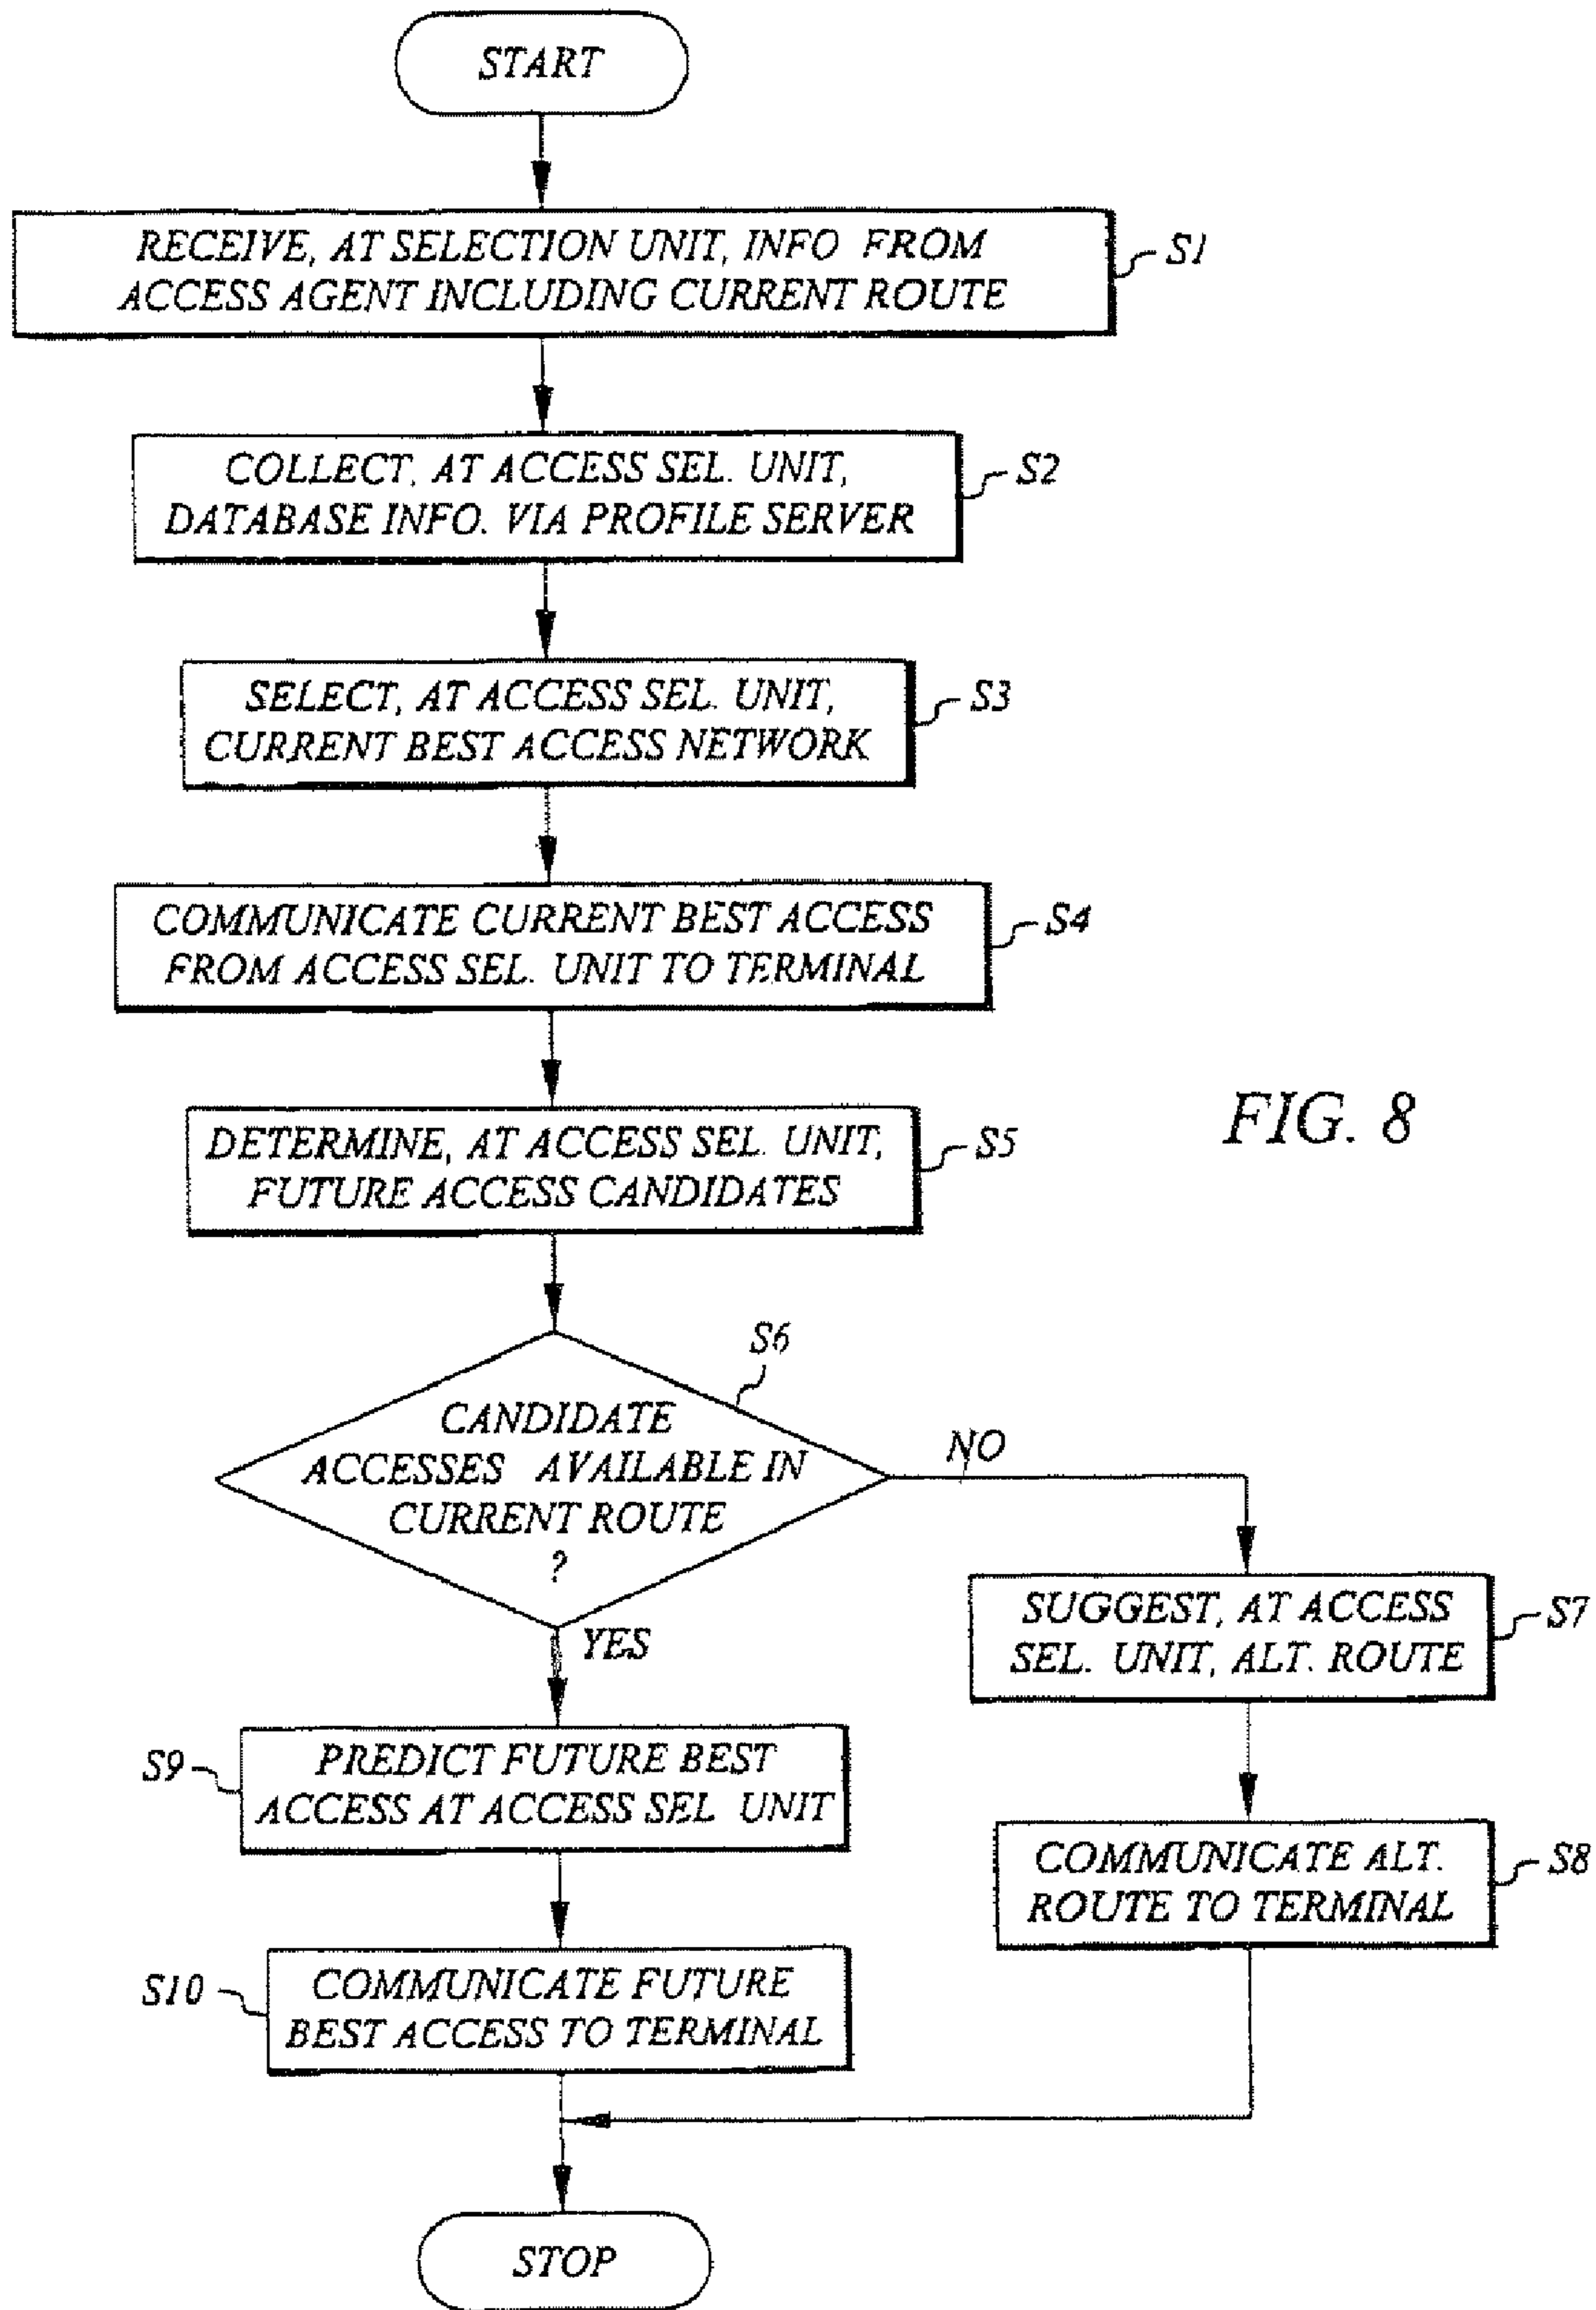 START
RECEIVE, AT SELECTION UNIT, INFO FROM
ACCESS AGENT INCLUDING CURRENT ROUTE
S1
COLLECT, AT ACCESS SEL. UNIT,
DATABASE INFO. VIA PROFILE SERVER
S2
SELECT, AT ACCESS SEL. UNIT,
CURRENT BEST ACCESS NETWORK
S3
COMMUNICATE CURRENT BEST ACCESS
FROM ACCESS SEL. UNIT TO TERMINAL
S4
DETERMINE, AT ACCESS SEL. UNIT,
FUTURE ACCESS CANDIDATES
S5
FIG. 8
S6
CANDIDATE
ACCESSES AVAILABLE IN
CURRENT ROUTE
?
NO
YES
SUGGEST, AT ACCESS
SEL. UNIT, ALT. ROUTE
S7
S9
PREDICT FUTURE BEST
ACCESS AT ACCESS SEL UNIT
COMMUNICATE ALT.
ROUTE TO TERMINAL
S8
S10
COMMUNICATE FUTURE
BEST ACCESS TO TERMINAL
STOP